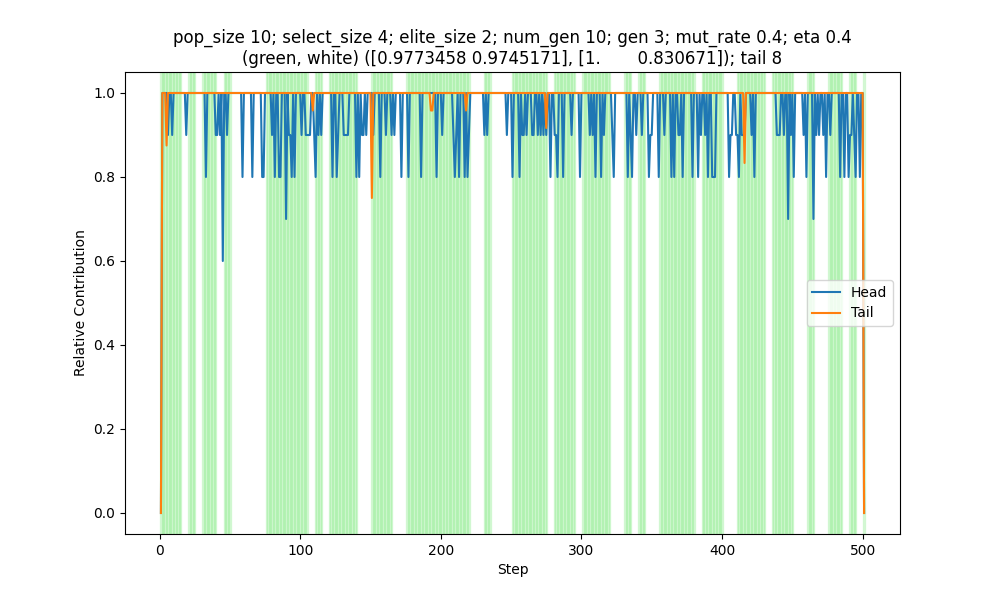 pop_size 10; select_size 4; elite_size 2; num_gen 10; gen 3; mut_rate 0.4; eta 0.4
(green, white) ([0.9773458 0.9745171], [1.       0.830671]); tail 8
1.0
0.8
0.6
0.4
0.2
0.0
Relative Contribution
Head
Tail
0 100 200 300 400 500
Step